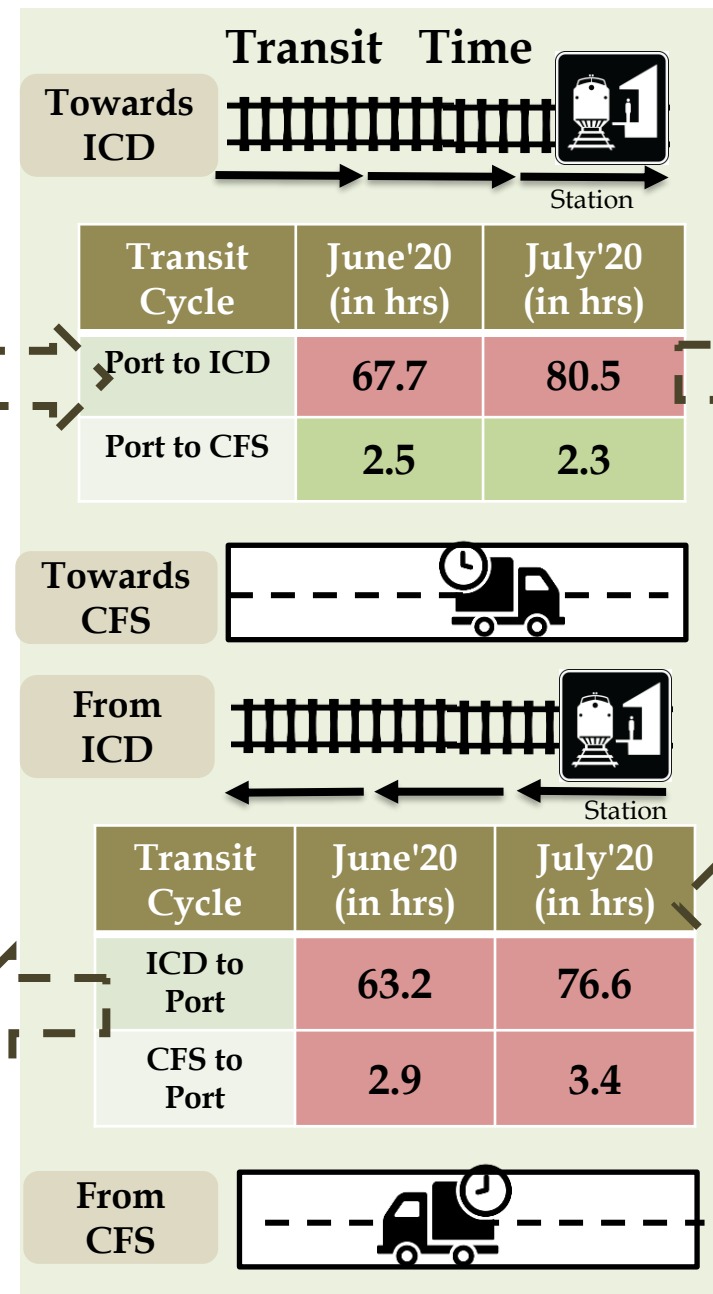 Transit Time
Towards
ICD
Station
Transit June'20 July'20
Cycle (in hrs) (in hrs)
Port to ICD 67.7 80.5
Port to CFS 2.5 2.3
Towards
CFS
From
ICD
Station
Transit June'20 July'20
Cycle (in hrs) (in hrs)
ICD to
Port 63.2 76.6
CFS to
Port 2.9 3.4
From
CFS